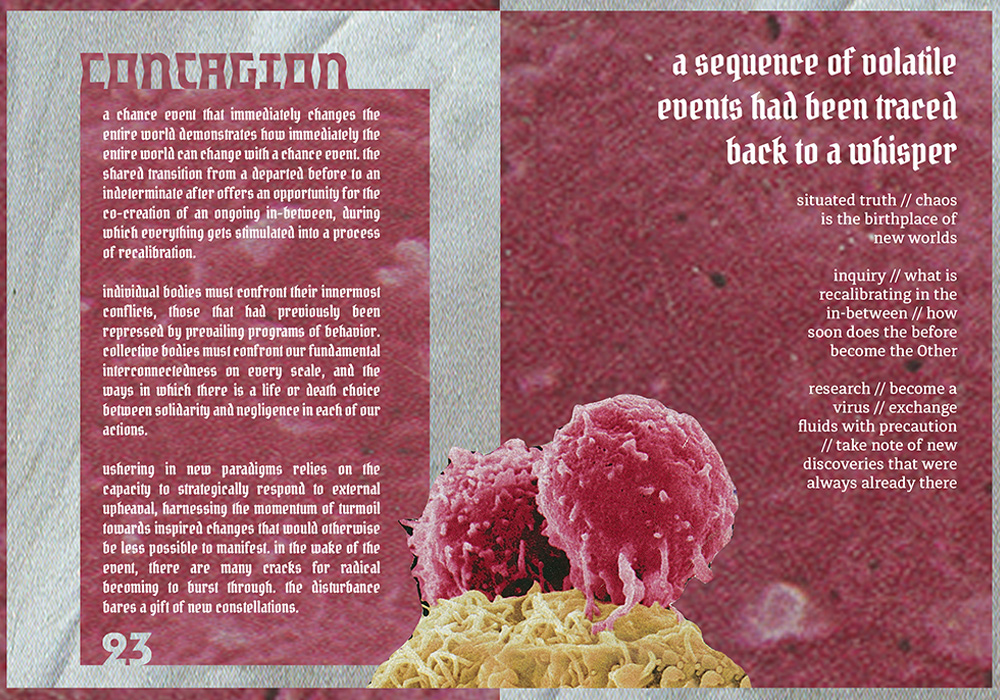 CONTAGION
a chance event that immediately changes the
entire world demonstrates how immediately the
entire world can change with a chance event. the
shared transition from a departed before to an
indeterminate after offers an opportunity for the
co-creation of an ongoing in-between, during
which everything gets stimulated into a process
of recalibration.
individual bodies must confront their innermost
conflicts, those that had previously been
repressed by prevailing programs of behavior.
collective bodies must confront our fundamental
interconnectedness on every scale, and the
ways in which there is a life or death choice
between solidarity and negligence in each of our
actions.
ushering in new paradigms relies on the
capacity to strategically respond to external
upheaval, harnessing the momentum of turmoil
towards inspired changes that would otherwise
be less possible to manifest. in the wake of the
event, there are many cracks for radical
becoming to burst through. the disturbance
bares a gift of new constellations.
23
a sequence of volatile
events had been traced
back to a whisper
situated truth // chaos
is the birthplace of
new worlds
inquiry // what is
recalibrating in the
in-between // how
soon does the before
become the Other
research // become a
virus // exchange
fluids with precaution
// take note of new
discoveries that were
always already there